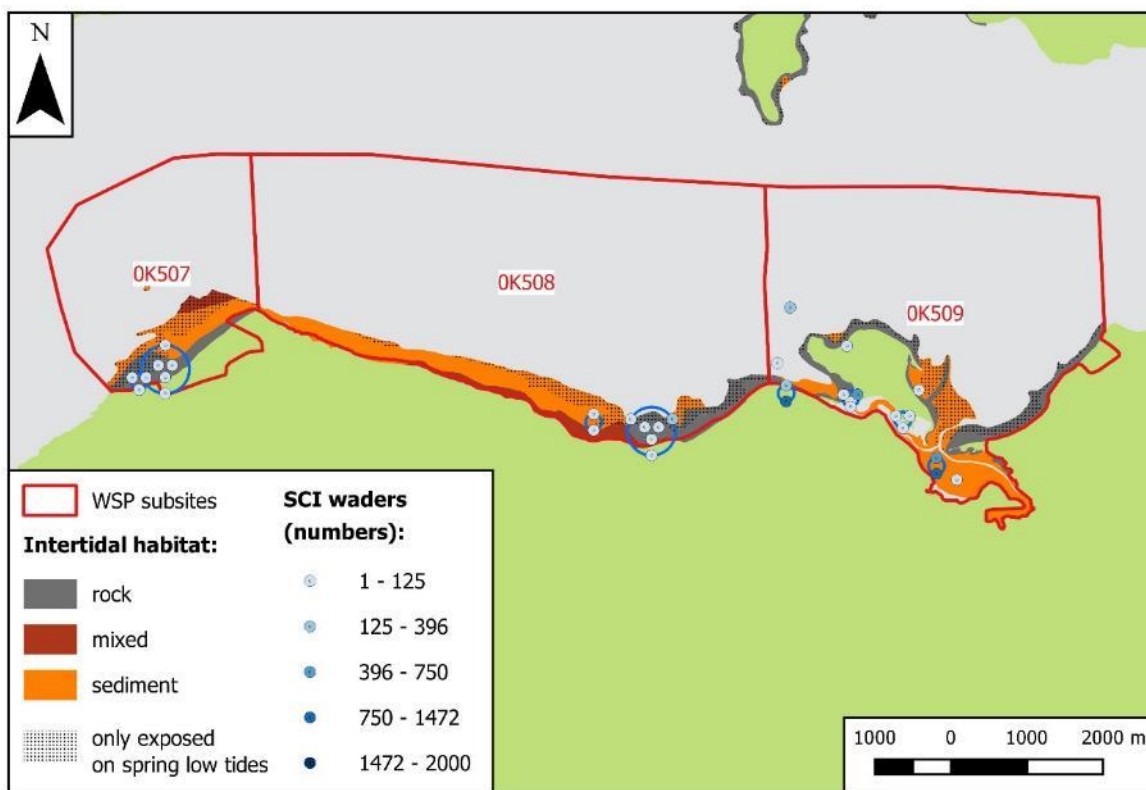 N
0K507
0K508
0K509
WSP subsites
Intertidal habitat:
rock
mixed
sediment
only exposed
on spring low tides
SCI waders
(numbers):
1 - 125
125 - 396
396 - 750
750 - 1472
1472 - 2000
1000 0 1000 2000 m